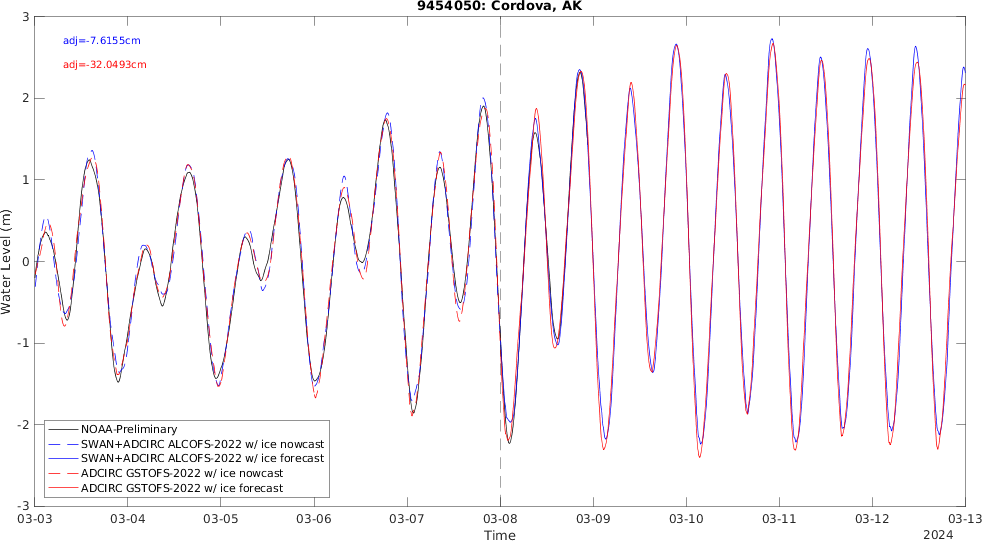 9454050: Cordova, AK
adj=-7.6155cm
adj=-32.0493cm
3
2
1
0
-1
-2
-3
Water Level (m)
NOAA-Preliminary
SWAN+ADCIRC ALCOFS-2022 w/ ice nowcast
SWAN+ADCIRC ALCOFS-2022 w/ ice forecast
ADCIRC GSTOFS-2022 w/ ice nowcast
ADCIRC GSTOFS-2022 w/ ice forecast
03-03 03-04 03-05 03-06 03-07 03-08 03-09 03-10 03-11 03-12 03-13
Time
2024